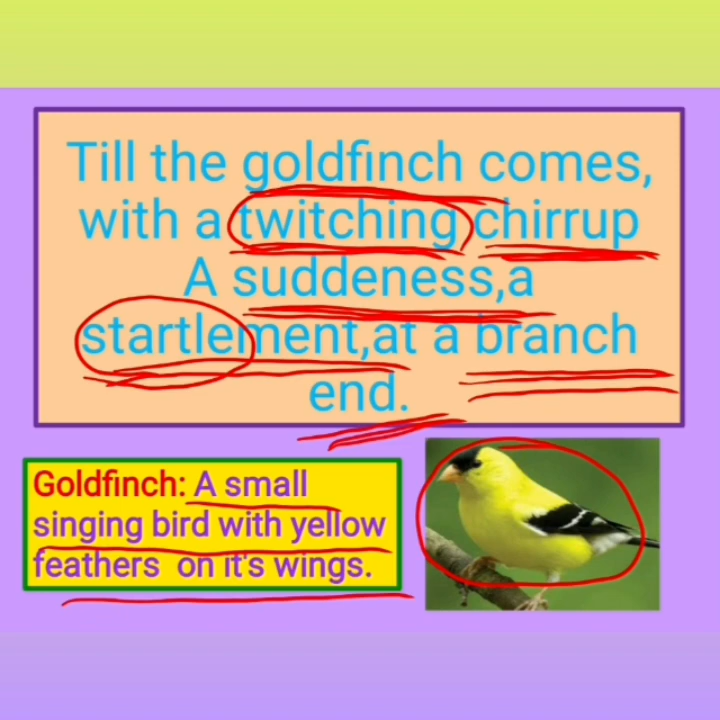 Till the goldfinch comes,
with a twitching chirrup
A suddeness,a
startlement,at a branch
end.
Goldfinch: A small
singing bird with yellow
feathers on it's wings.